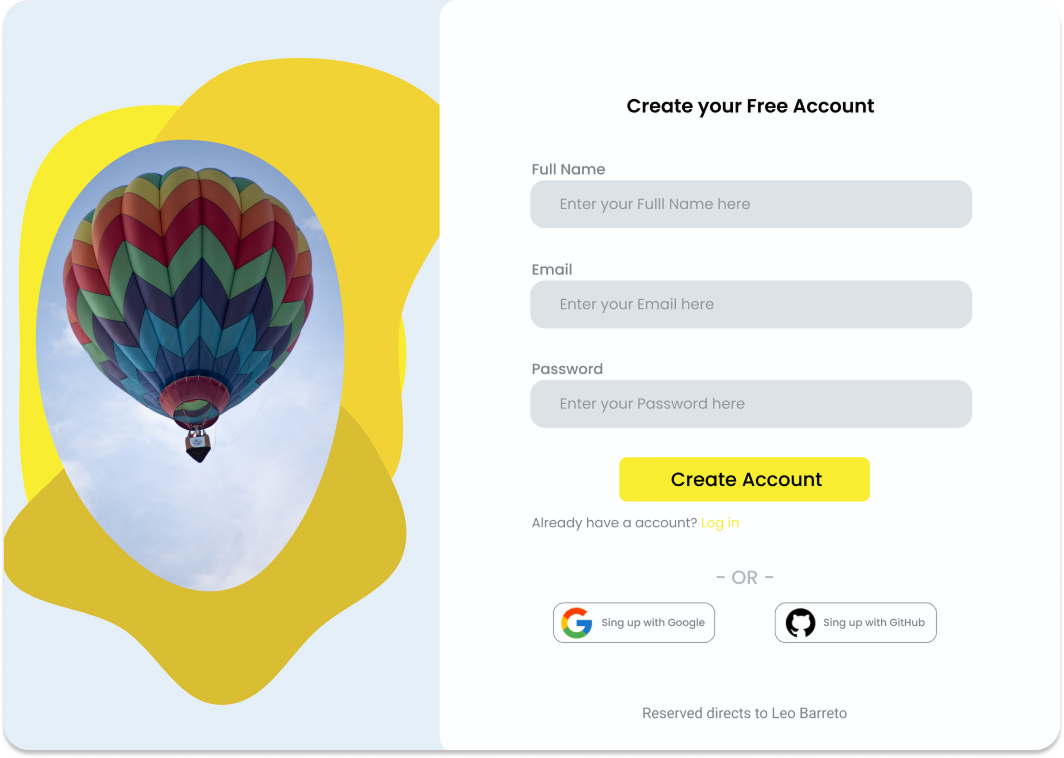 Create your Free Account
Full Name
Enter your Fulll Name here
Email
Enter your Email here
Password
Enter your Password here
Create Account
Already have a account? Log in
- OR -
Sing up with Google
Sing up with GitHub
Reserved directs to Leo Barreto